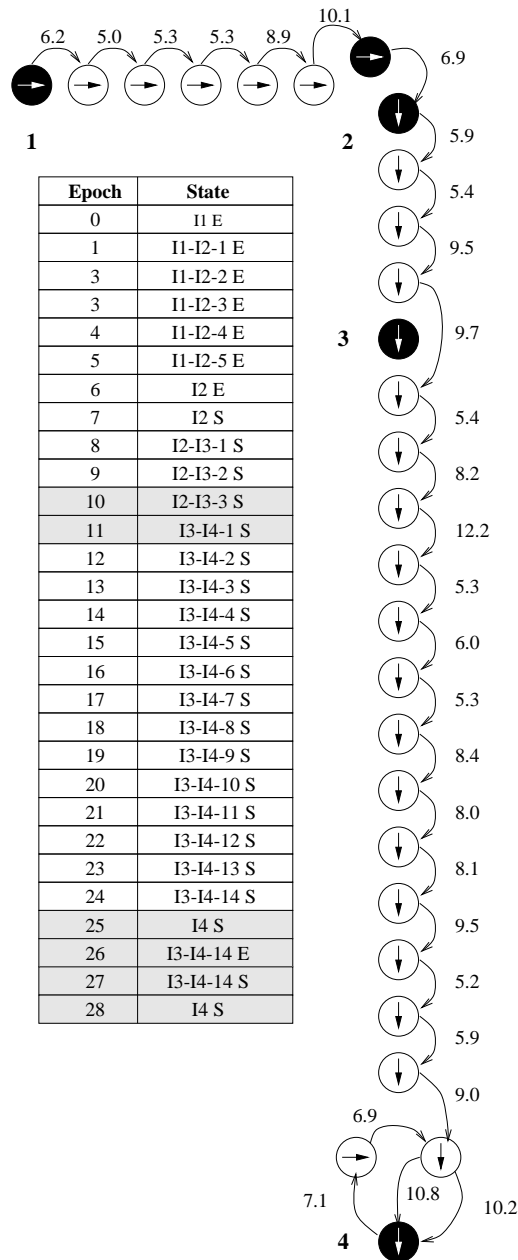 6.2 5.0 5.3 5.3 8.9 10.1 6.9
1
2
5.9
5.4
9.5
3
9.7
5.4
8.2
12.2
5.3
6.0
5.3
8.4
8.0
8.1
9.5
5.2
5.9
9.0
6.9
7.1 10.8 10.2
4
Epoch State
0 I1 E
1 I1-I2-1 E
3 I1-I2-2 E
3 I1-I2-3 E
4 I1-I2-4 E
5 I1-I2-5 E
6 I2 E
7 I2 S
8 I2-I3-1 S
9 I2-I3-2 S
10 I2-I3-3 S
11 I3-I4-1 S
12 I3-I4-2 S
13 I3-I4-3 S
14 I3-I4-4 S
15 I3-I4-5 S
16 I3-I4-6 S
17 I3-I4-7 S
18 I3-I4-8 S
19 I3-I4-9 S
20 I3-I4-10 S
21 I3-I4-11 S
22 I3-I4-12 S
23 I3-I4-13 S
24 I3-I4-14 S
25 I4 S
26 I3-I4-14 E
27 I3-I4-14 S
28 I4 S